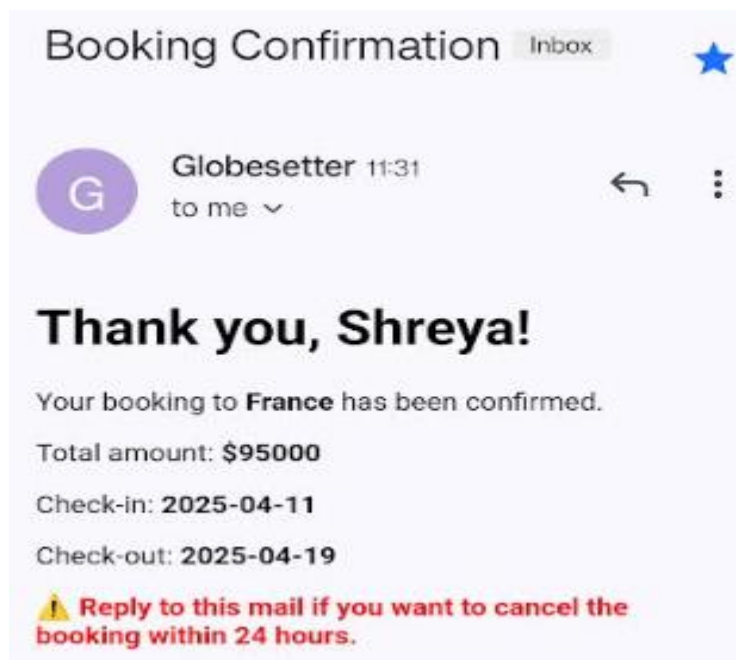 Booking Confirmation Inbox
G
Globesetter 11:31
to me
Thank you, Shreya!
Your booking to France has been confirmed.
Total amount: $95000
Check-in: 2025-04-11
Check-out: 2025-04-19
⚠️ Reply to this mail if you want to cancel the
booking within 24 hours.